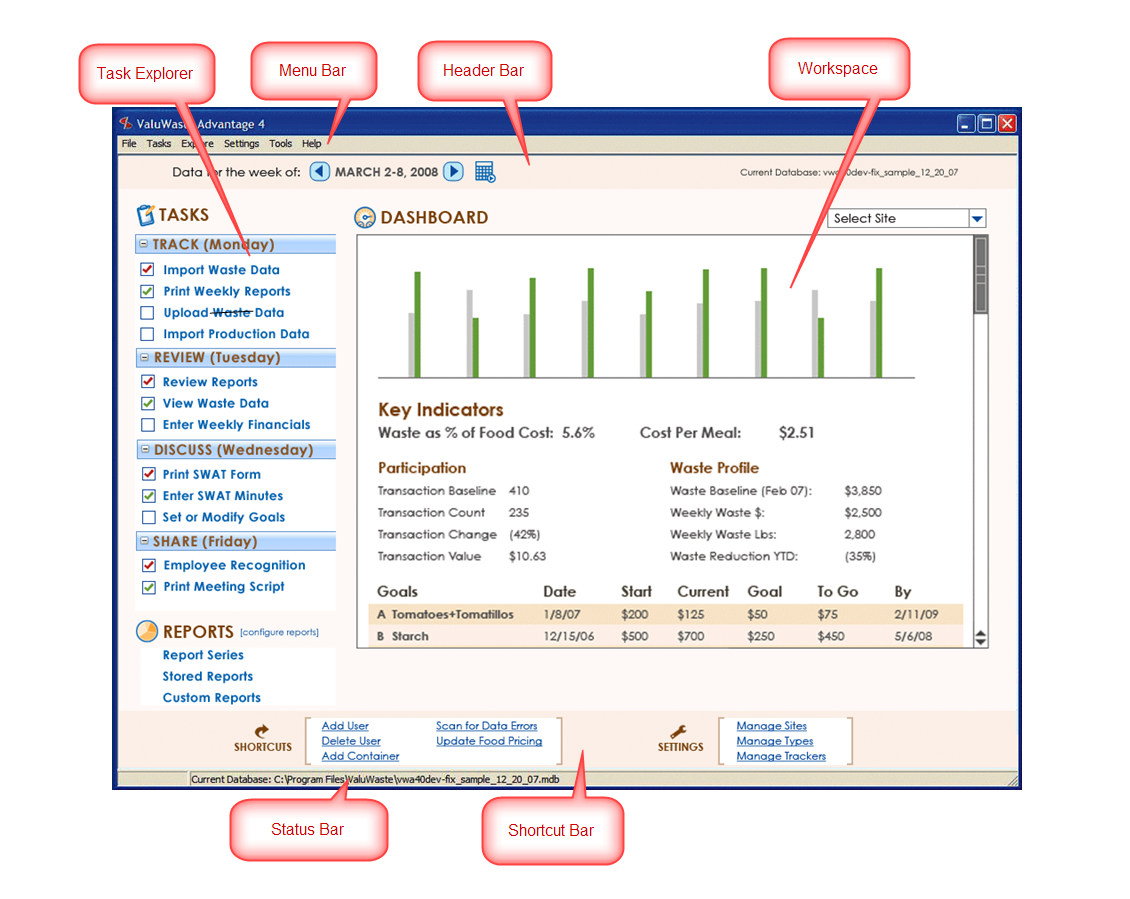 Task Explorer
Menu Bar
Header Bar
Workspace
ValuWaste Advantage 4
File Tasks Explore Settings Tools Help
Data for the week of: MARCH 2-8, 2008
Current Database: vwa40dev-fix_sample_12_20_07
TASKS
TRACK (Monday)
Import Waste Data
Print Weekly Reports
Upload Waste Data
Import Production Data
REVIEW (Tuesday)
Review Reports
View Waste Data
Enter Weekly Financials
DISCUSS (Wednesday)
Print SWAT Form
Enter SWAT Minutes
Set or Modify Goals
SHARE (Friday)
Employee Recognition
Print Meeting Script
REPORTS [configure reports]
Report Series
Stored Reports
Custom Reports
DASHBOARD
Select Site
Key Indicators
Waste as % of Food Cost: 5.6% Cost Per Meal: $2.51
Participation
Transaction Baseline 410
Transaction Count 235
Transaction Change (42%)
Transaction Value $10.63
Waste Profile
Waste Baseline (Feb 07): $3,850
Weekly Waste $: $2,500
Weekly Waste Lbs: 2,800
Waste Reduction YTD: (35%)
Goals Date Start Current Goal To Go By
A Tomatoes+Tomatillos 1/8/07 $200 $125 $50 $75 2/11/09
B Starch 12/15/06 $500 $700 $250 $450 5/6/08
SHORTCUTS
Add User
Delete User
Add Container
Scan for Data Errors
Update Food Pricing
SETTINGS
Manage Sites
Manage Types
Manage Trackers
Current Database: C:\Program Files\ValuWaste\vwa40dev-fix_sample_12_20_07.mdb
Status Bar
Shortcut Bar